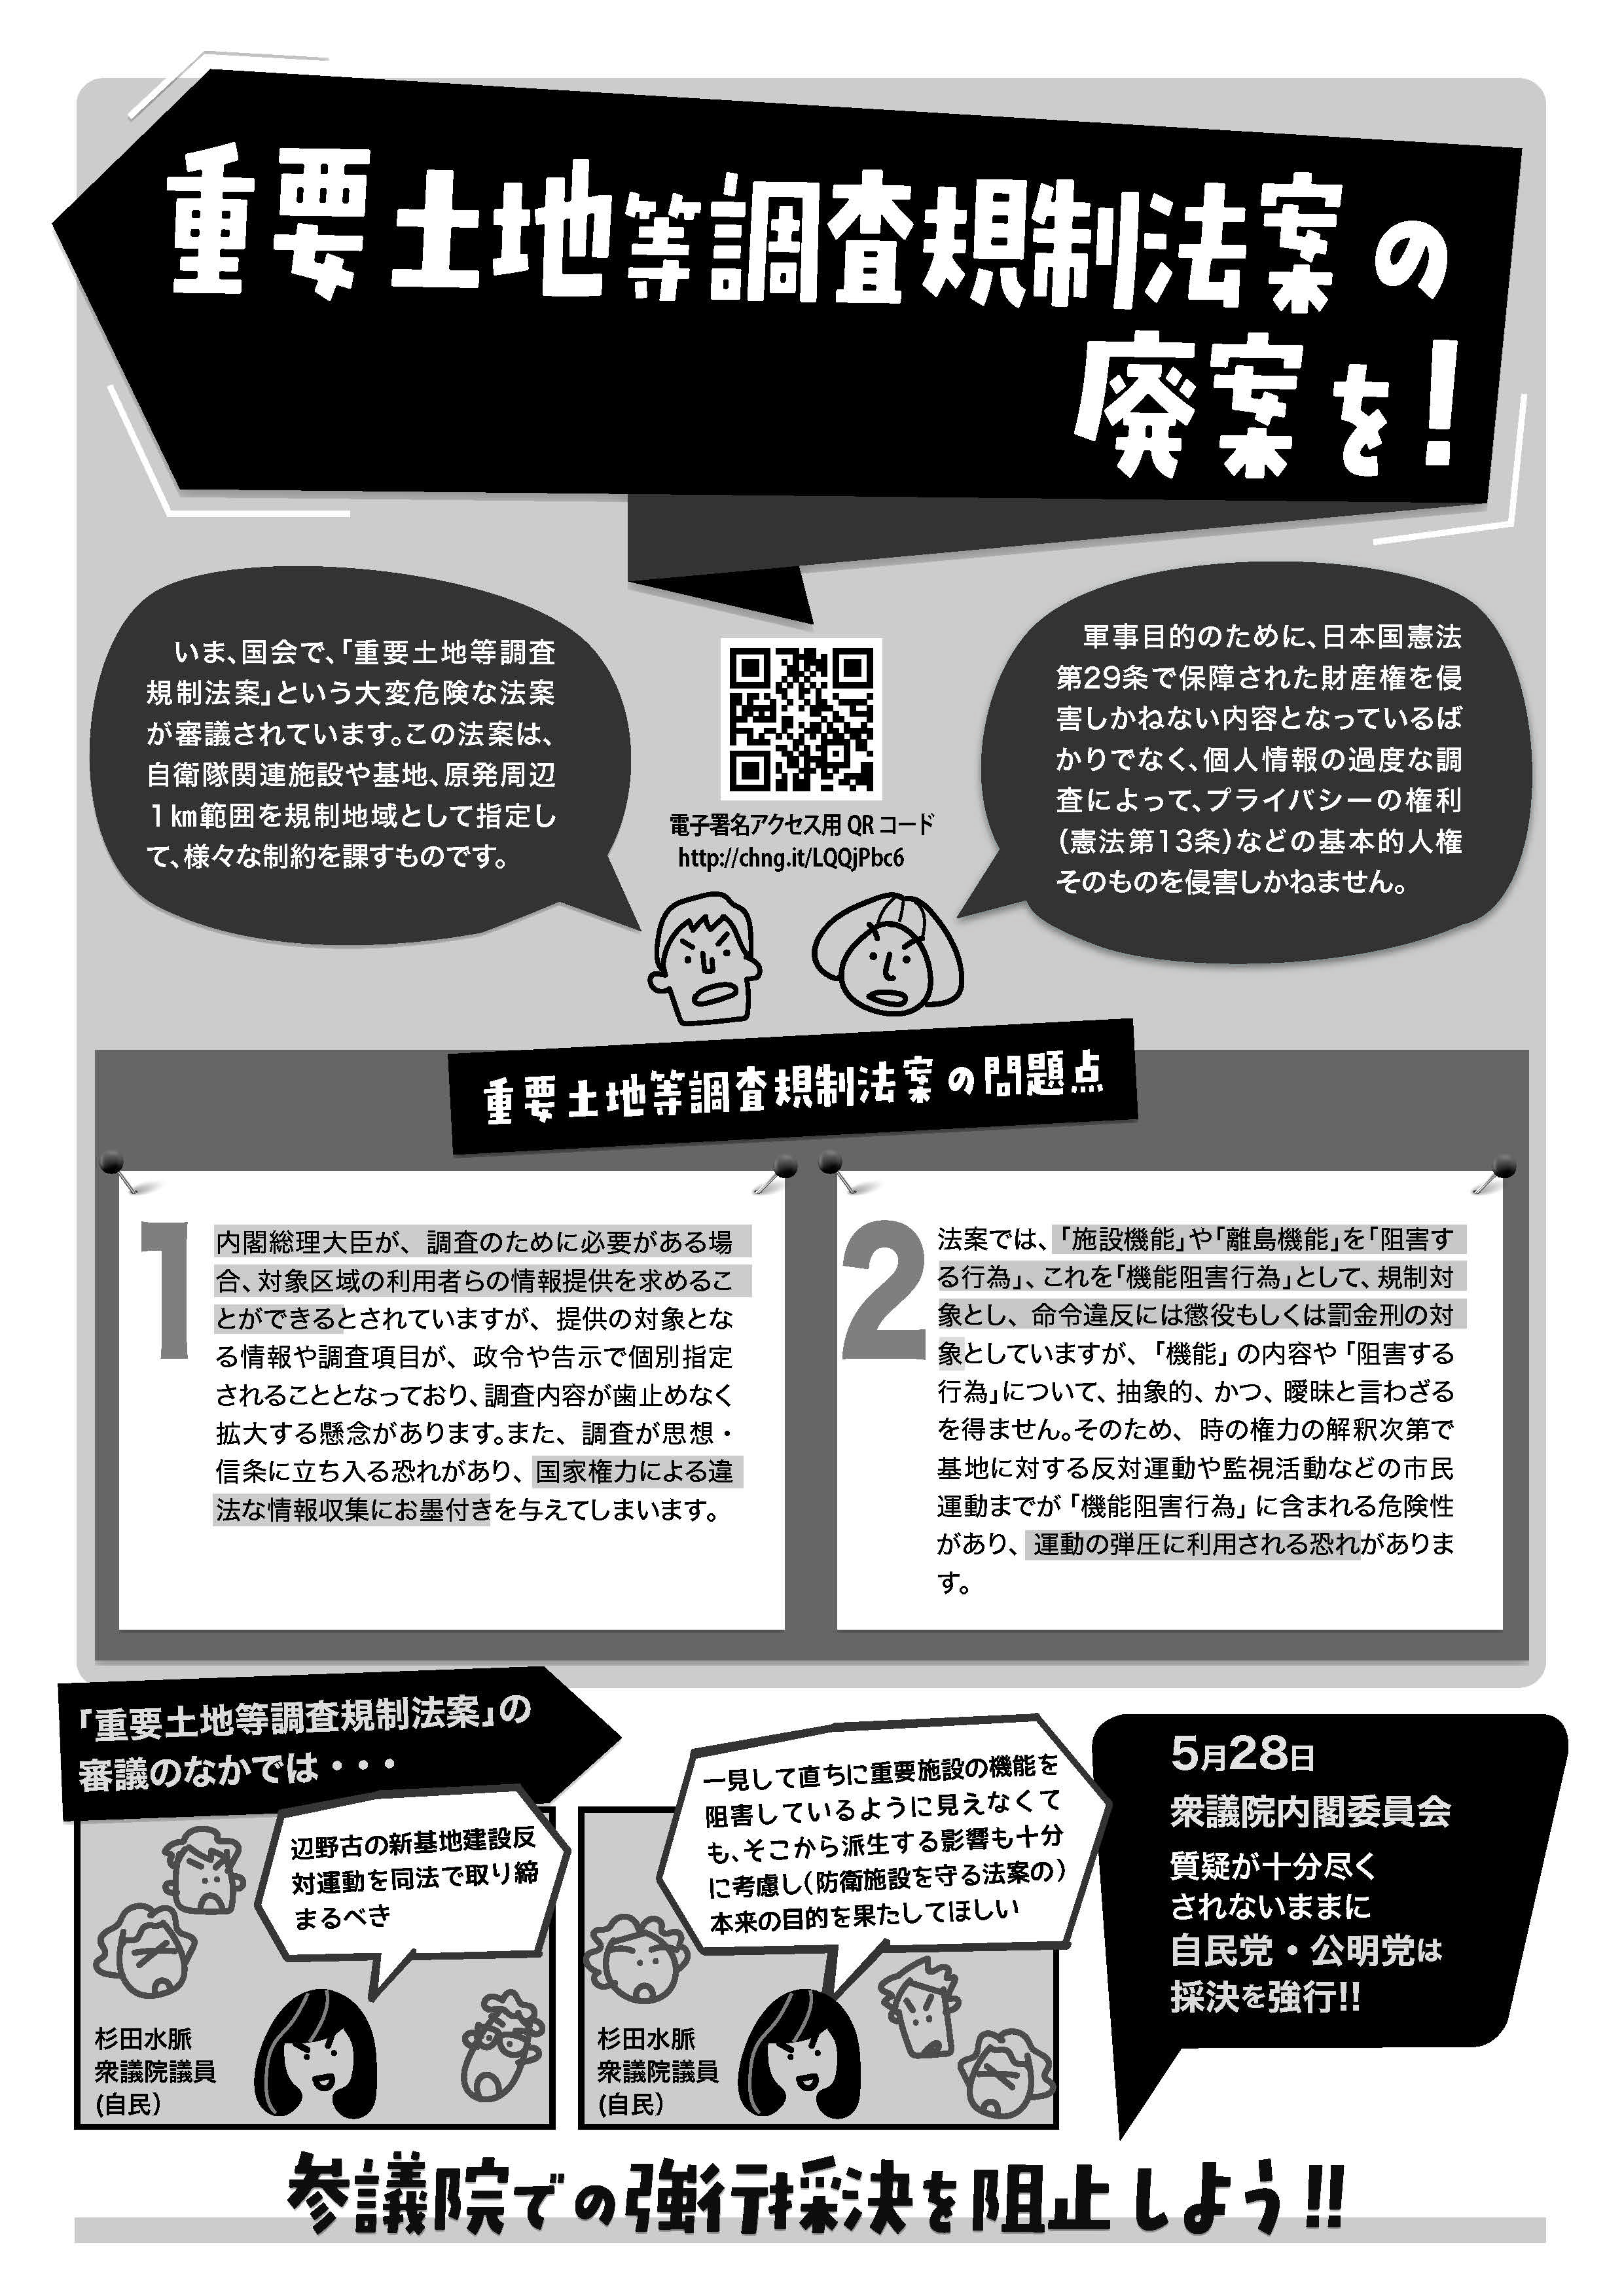 重要土地等調査規制法案の
廃案を!
いま、国会で、「重要土地等調査
規制法案」という大変危険な法案
が審議されています。この法案は、
自衛隊関連施設や基地、原発周辺
1㎞範囲を規制地域として指定し
て、様々な制約を課すものです。
電子署名アクセス用 QR コード
http://chng.it/LQQjPbc6
軍事目的のために、日本国憲法
第29条で保障された財産権を侵
害しかねない内容となっているば
かりでなく、個人情報の過度な調
査によって、プライバシーの権利
(憲法第13条)などの基本的人権
そのものを侵害しかねません。
重要土地等調査規制法案の問題点
1
内閣総理大臣が、調査のために必要がある場
合、対象区域の利用者らの情報提供を求めるこ
とができるとされていますが、提供の対象とな
る情報や調査項目が、政令や告示で個別指定
されることとなっており、調査内容が歯止めなく
拡大する懸念があります。また、調査が思想・
信条に立ち入る恐れがあり、国家権力による違
法な情報収集にお墨付きを与えてしまいます。
2
法案では、「施設機能」や「離島機能」を「阻害す
る行為」、これを「機能阻害行為」として、規制対
象とし、命令違反には懲役もしくは罰金刑の対
象としていますが、「機能」の内容や「阻害する
行為」について、抽象的、かつ、曖昧と言わざる
を得ません。そのため、時の権力の解釈次第で
基地に対する反対運動や監視活動などの市民
運動までが「機能阻害行為」に含まれる危険性
があり、運動の弾圧に利用される恐れがありま
す。
「重要土地等調査規制法案」の
審議のなかでは・・・
辺野古の新基地建設反
対運動を同法で取り締
まるべき
杉田水脈
衆議院議員
(自民)
一見して直ちに重要施設の機能を
阻害しているように見えなくて
も、そこから派生する影響も十分
に考慮し(防衛施設を守る法案の)
本来の目的を果たしてほしい
杉田水脈
衆議院議員
(自民)
5月28日
衆議院内閣委員会
質疑が十分尽く
されないままに
自民党・公明党は
採決を強行!!
参議院での強行採決を阻止しよう!!